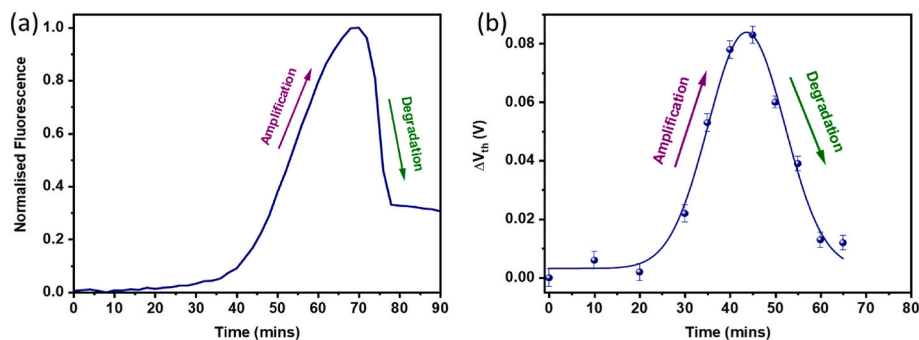 (a)
Normalised Fluorescence
1.0
0.8
0.6
0.4
0.2
0.0
Amplification
Degradation
0 10 20 30 40 50 60 70 80 90
Time (mins)
(b)
ΔVth (V)
0.08
0.06
0.04
0.02
0.00
Amplification
Degradation
0 10 20 30 40 50 60 70 80
Time (mins)